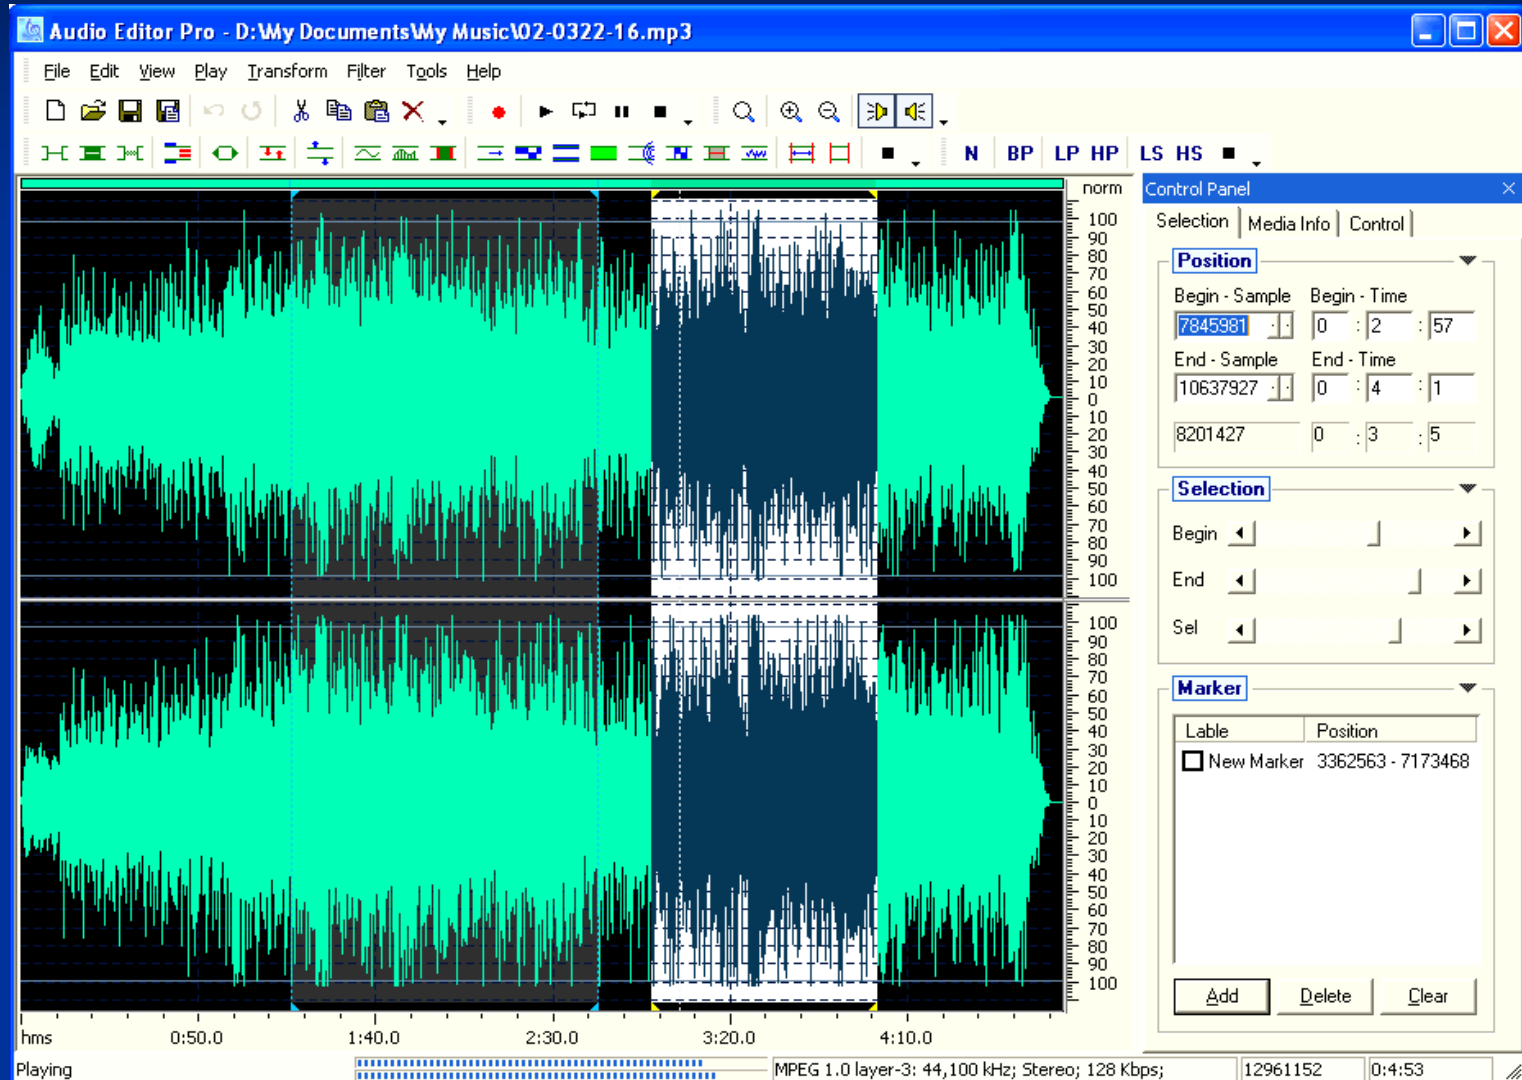 Audio Editor Pro - D:\My Documents\My Music\02-0322-16.mp3
File Edit View Play Transform Filter Tools Help
N BP LP HP LS HS
norm
Control Panel
Selection Media Info Control
Position
Begin - Sample Begin - Time
7845981 0 : 2 : 57
End - Sample End - Time
10637927 0 : 4 : 1
8201427 0 : 3 : 5
Selection
Begin
End
Sel
Marker
Lable Position
New Marker 3362563 - 7173468
Add Delete Clear
100
90
80
70
60
50
40
30
20
10
0
10
20
30
40
50
60
70
80
90
100
100
90
80
70
60
50
40
30
20
10
0
10
20
30
40
50
60
70
80
90
100
hms 0:50.0 1:40.0 2:30.0 3:20.0 4:10.0
Playing MPEG 1.0 layer-3: 44,100 kHz; Stereo; 128 Kbps; 12961152 0:4:53